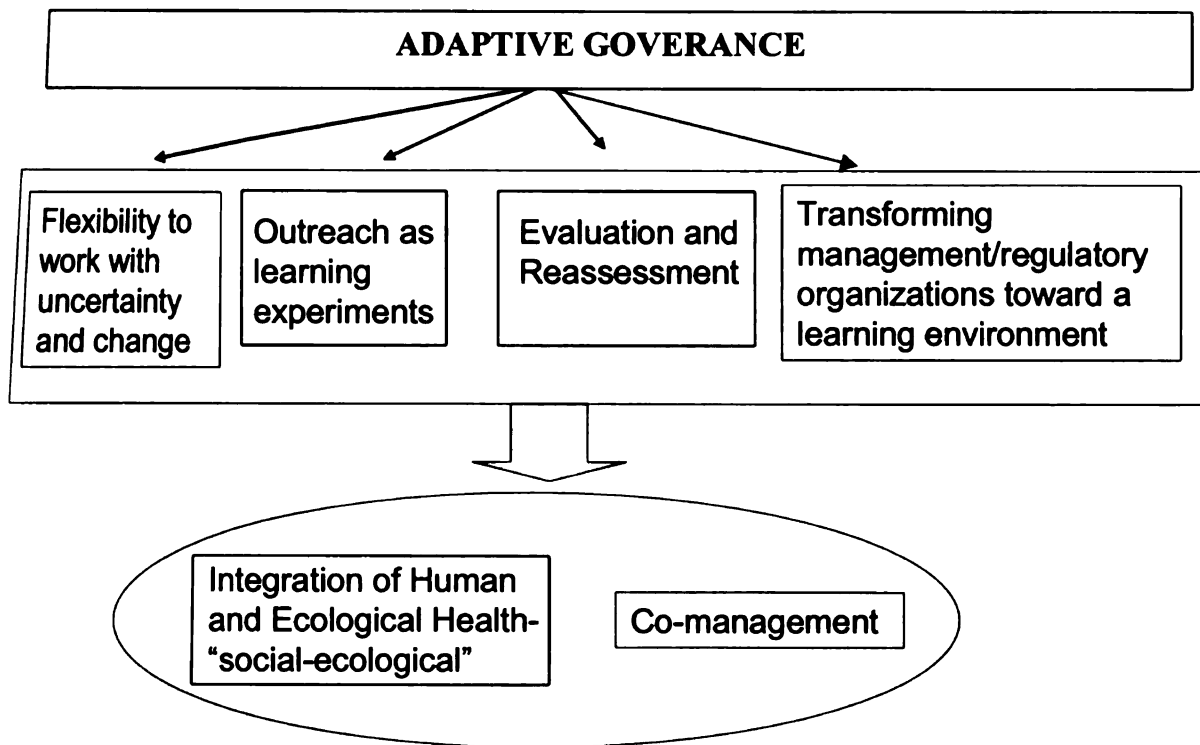 ADAPTIVE GOVERANCE
Flexibility to
work with
uncertainty
and change
Outreach as
learning
experiments
Evaluation and
Reassessment
Transforming
management/regulatory
organizations toward a
learning environment
Integration of Human
and Ecological Health-
“social-ecological”
Co-management